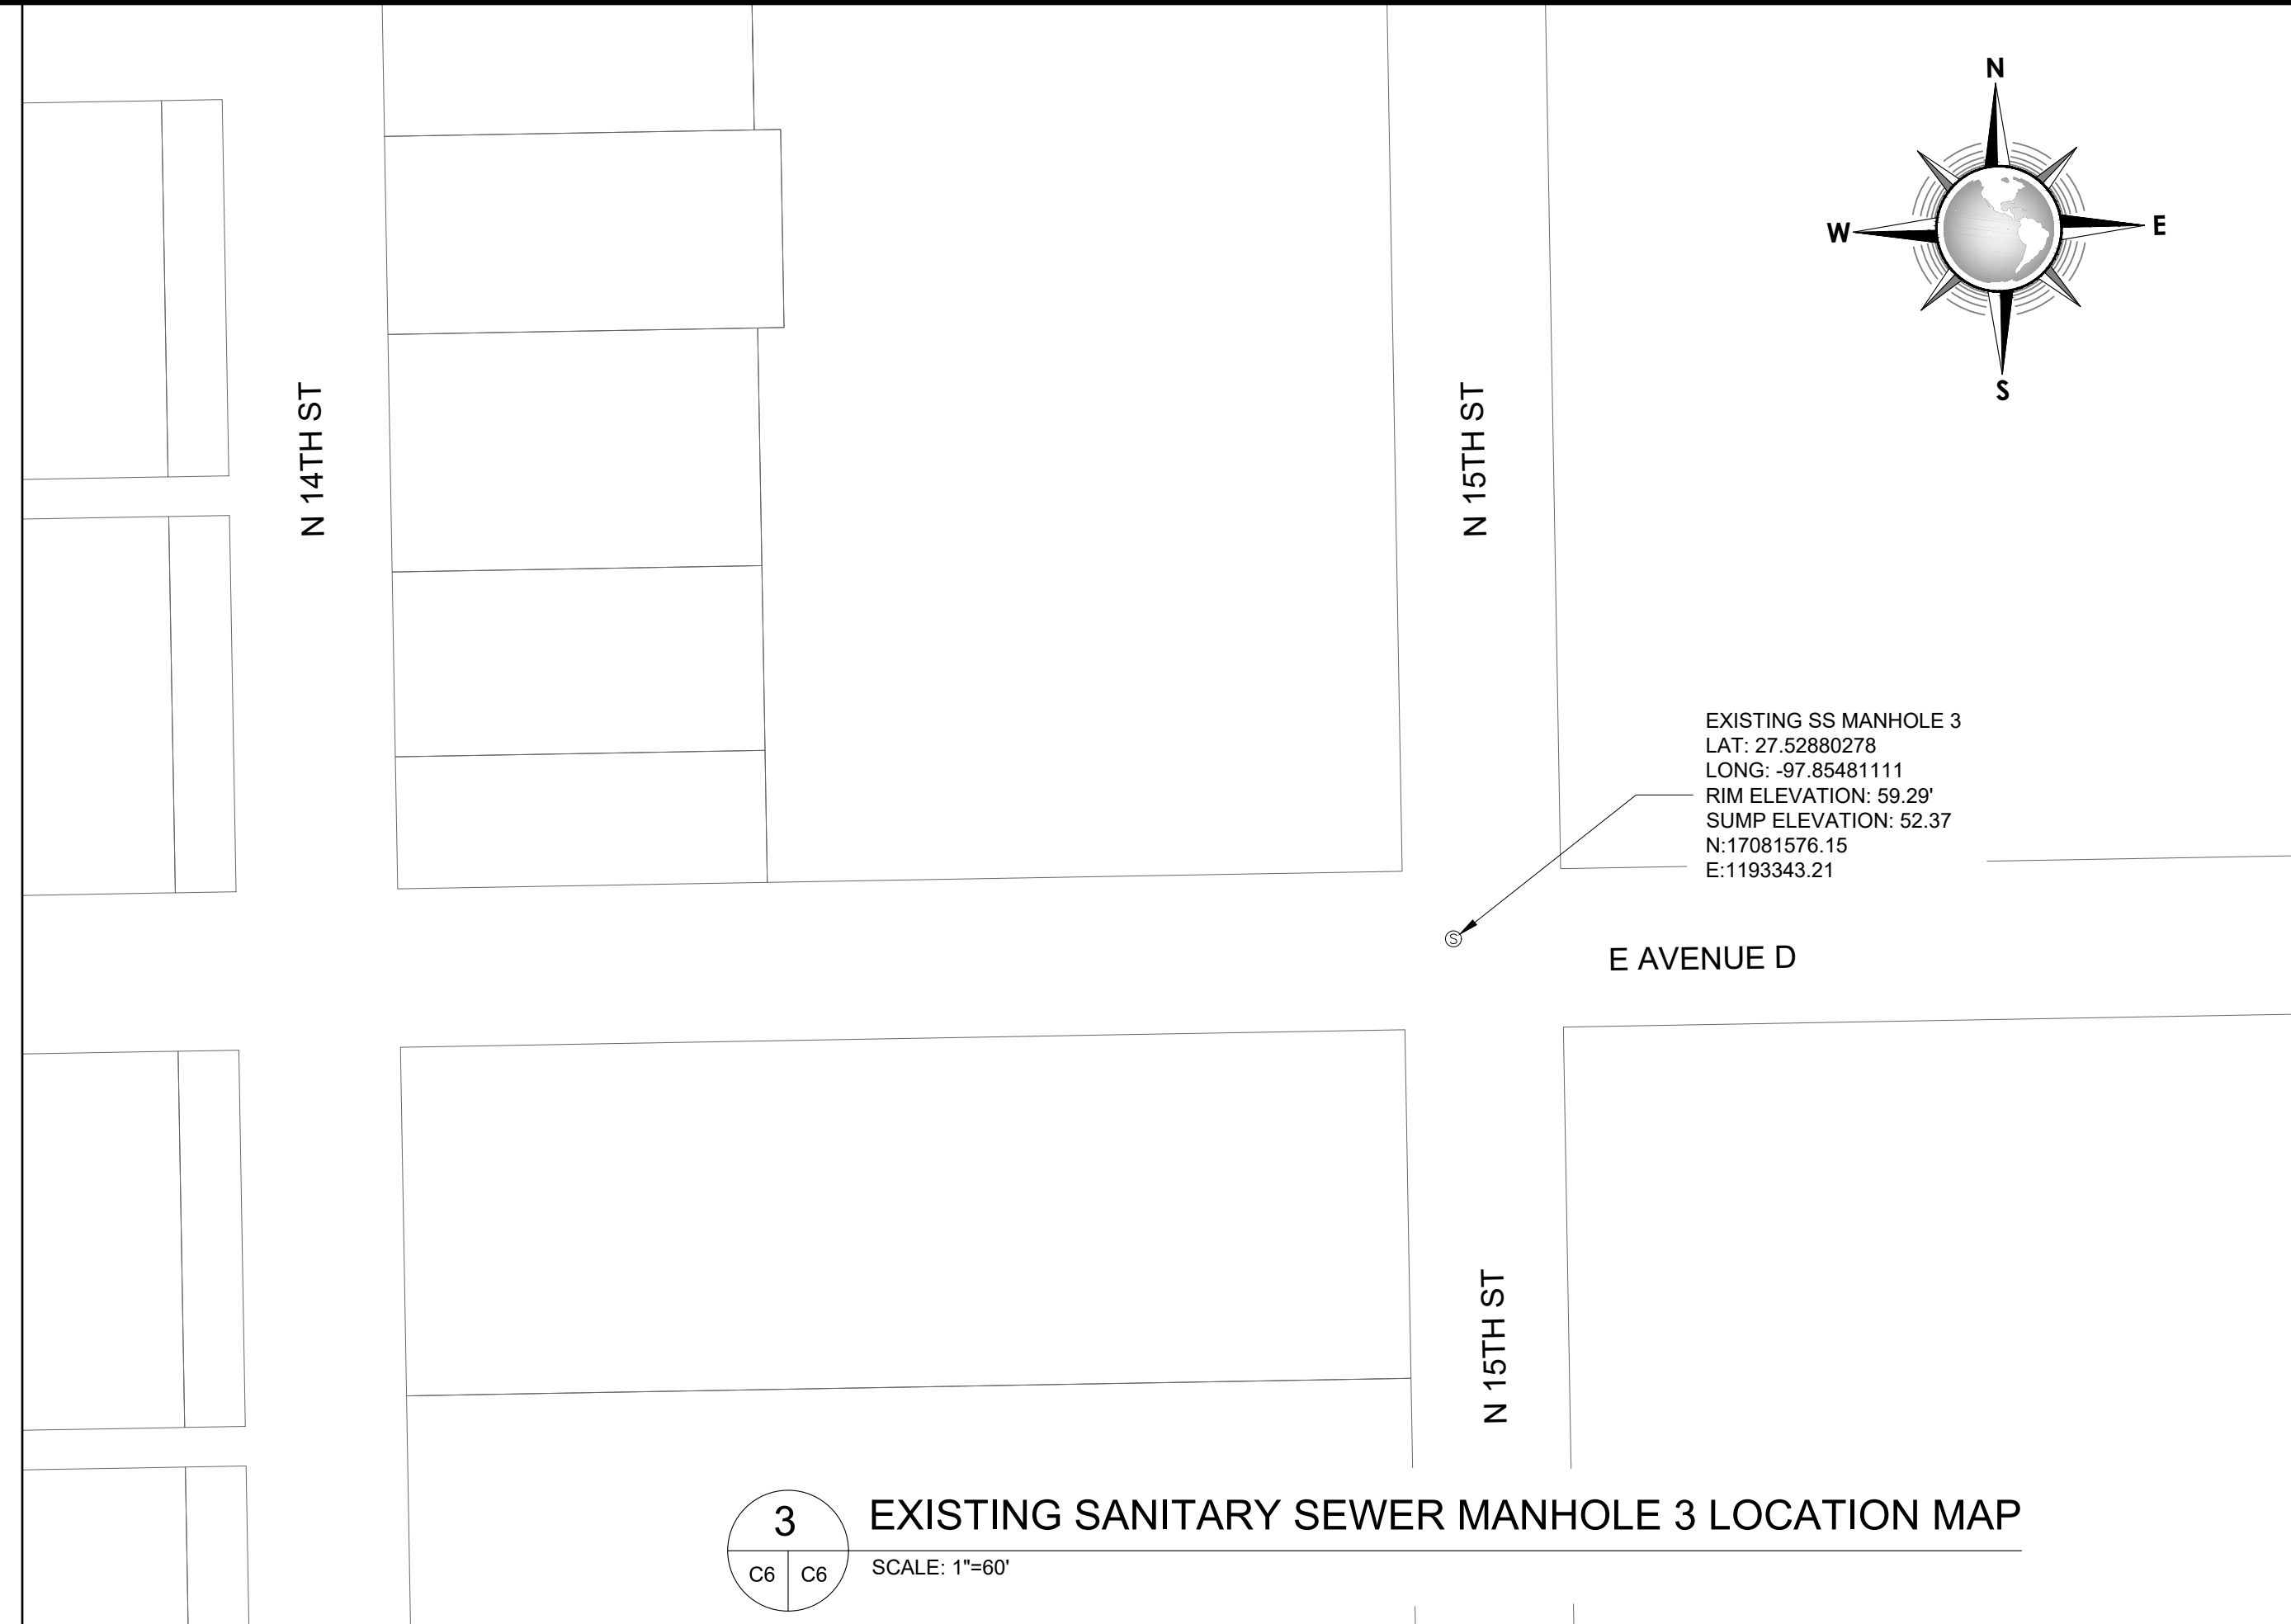 N
W
E
S
N 14TH ST
N 15TH ST
EXISTING SS MANHOLE 3
LAT: 27.52880278
LONG: -97.85481111
RIM ELEVATION: 59.29'
SUMP ELEVATION: 52.37
N:17081576.15
E:1193343.21
S
E AVENUE D
N 15TH ST
3
EXISTING SANITARY SEWER MANHOLE 3 LOCATION MAP
C6
C6
SCALE: 1"=60'